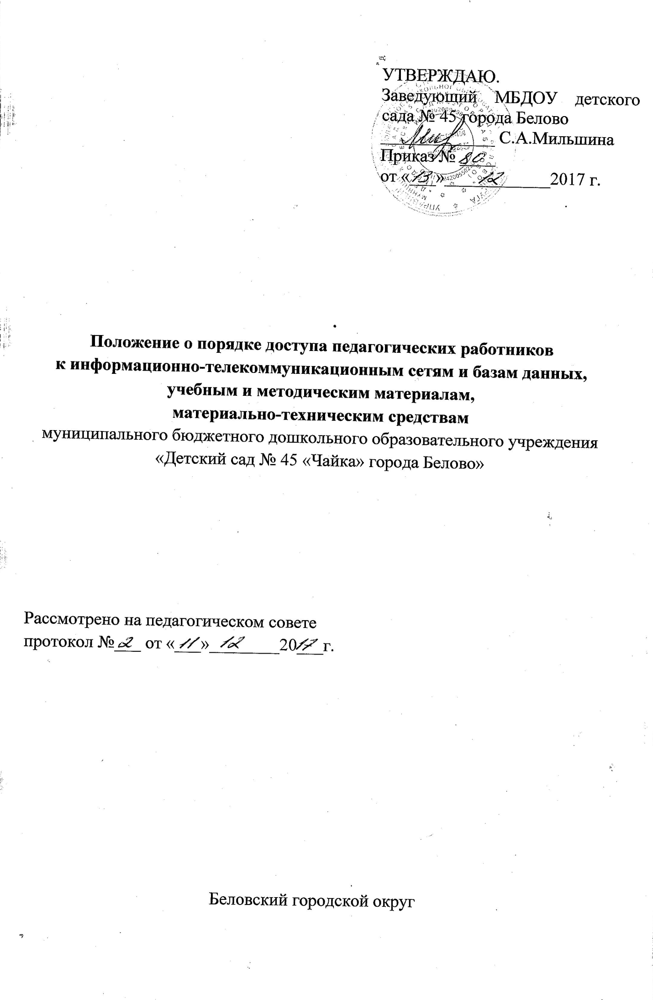 УТВЕРЖДАЮ.
Заведующий МБДОУ детского
сада № 45 города Белово
С.А.Мильшина
Приказ № 80
от «13» 12 2017 г.
Положение о порядке доступа педагогических работников
к информационно-телекоммуникационным сетям и базам данных,
учебным и методическим материалам,
материально-техническим средствам
муниципального бюджетного дошкольного образовательного учреждения
«Детский сад № 45 «Чайка» города Белово»
Рассмотрено на педагогическом совете
протокол № 2 от «11» 12 2017 г.
Беловский городской округ